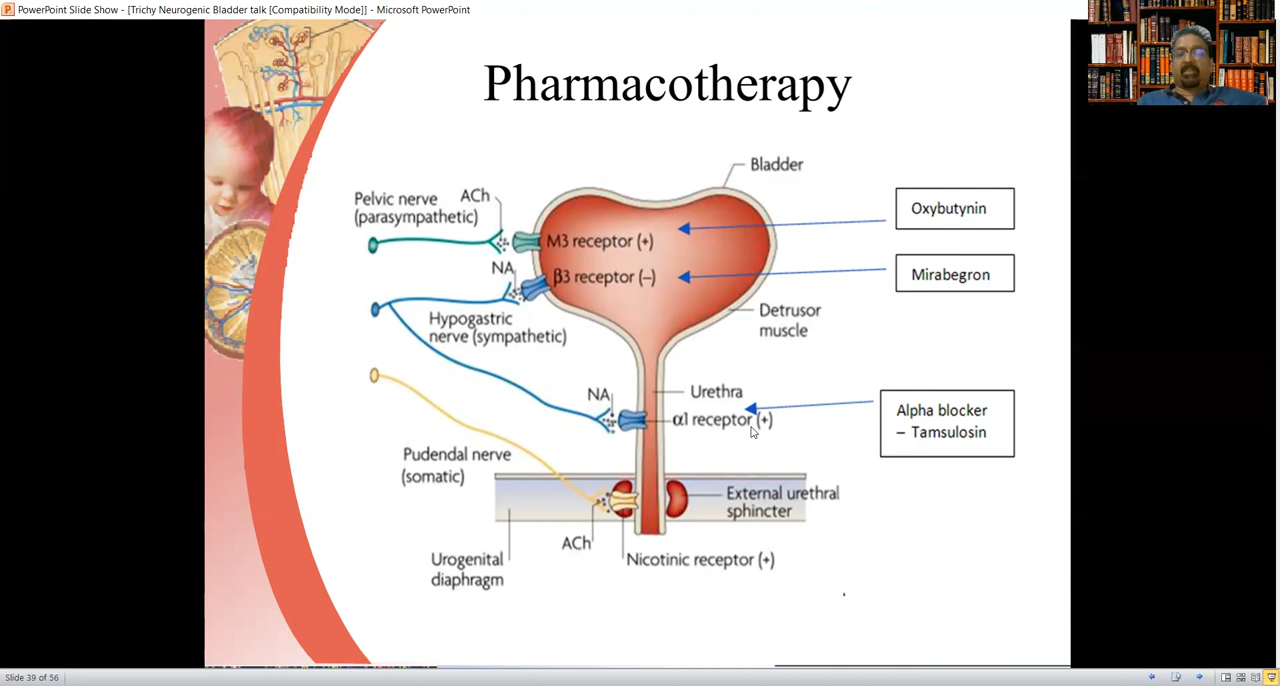 PowerPoint Slide Show - [Trichy Neurogenic Bladder talk [Compatibility Mode]] - Microsoft PowerPoint
Pharmacotherapy
Bladder
Pelvic nerve
(parasympathetic)
ACh
Oxybutynin
M3 receptor (+)
NA
β3 receptor (–)
Mirabegron
Hypogastric
nerve (sympathetic)
Detrusor
muscle
NA
Urethra
α1 receptor (+)
Alpha blocker
– Tamsulosin
Pudendal nerve
(somatic)
External urethral
sphincter
ACh
Urogenital
diaphragm
Nicotinic receptor (+)
Slide 39 of 56